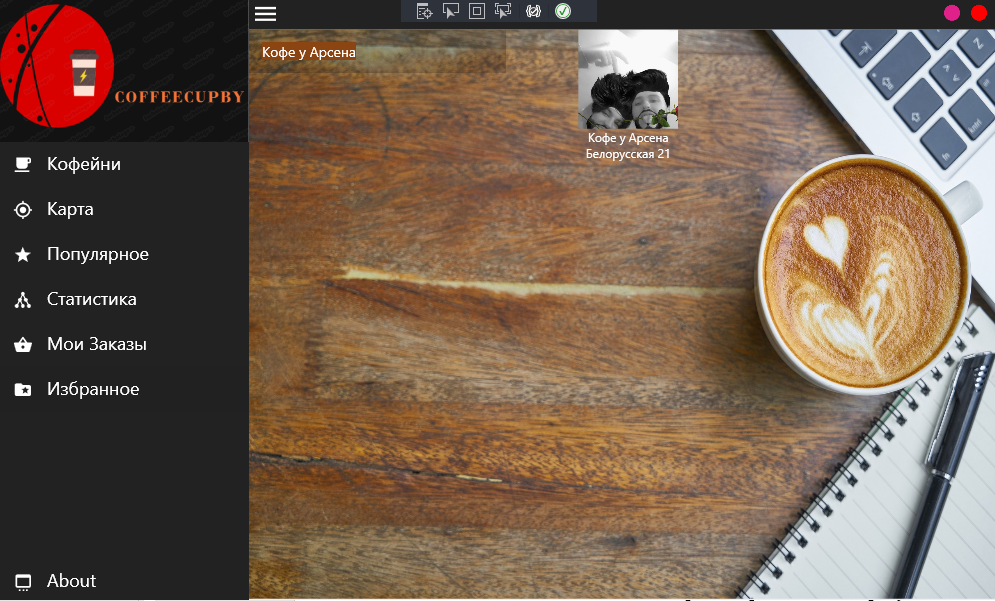 COFFEECUPBY
Кофейни
Карта
Популярное
Статистика
Мои Заказы
Избранное
About
Кофе у Арсена
Кофе у Арсена
Белорусская 21